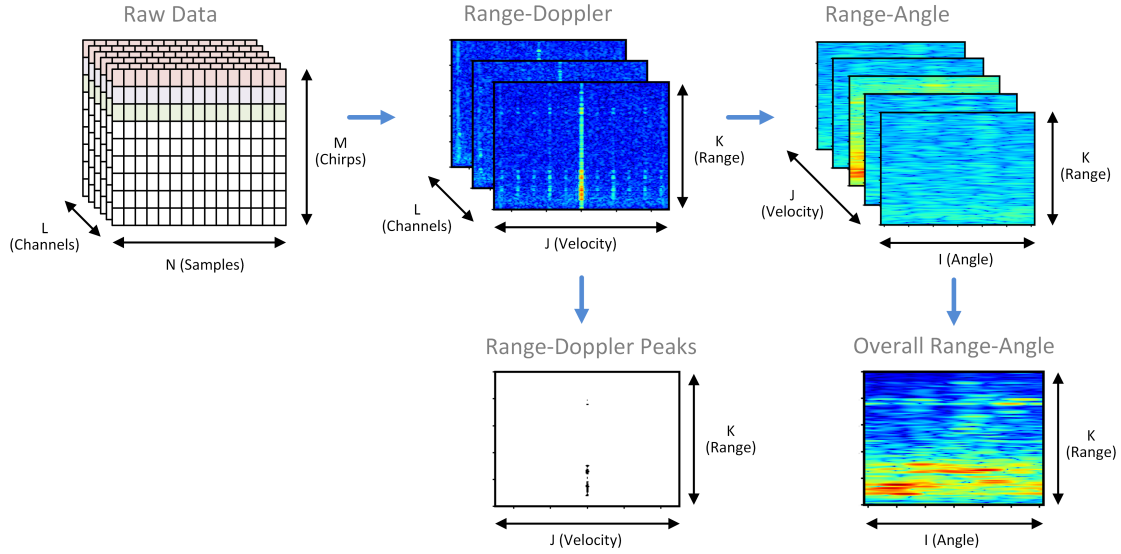 Raw Data
Range-Doppler
Range-Angle
M
(Chirps)
L
(Channels)
N (Samples)
K
(Range)
L
(Channels)
J (Velocity)
K
(Range)
J
(Velocity)
I (Angle)
Range-Doppler Peaks
Overall Range-Angle
K
(Range)
J (Velocity)
K
(Range)
I (Angle)